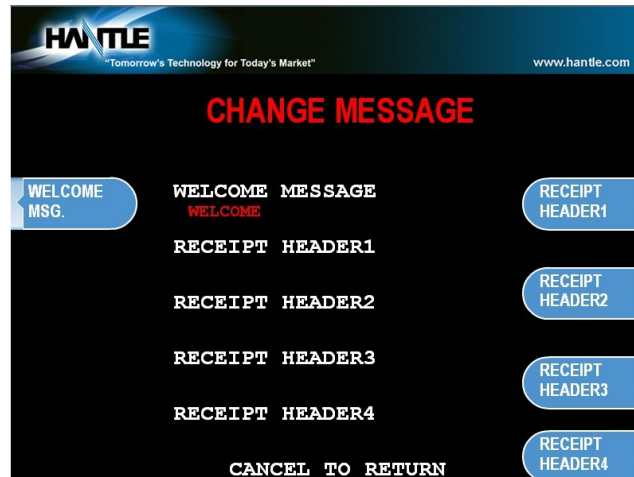 HANTLE
"Tomorrow's Technology for Today's Market"
www.hantle.com
CHANGE MESSAGE
WELCOME
MSG.
WELCOME MESSAGE
WELCOME
RECEIPT HEADER1
RECEIPT HEADER2
RECEIPT HEADER3
RECEIPT HEADER4
CANCEL TO RETURN
RECEIPT
HEADER1
RECEIPT
HEADER2
RECEIPT
HEADER3
RECEIPT
HEADER4